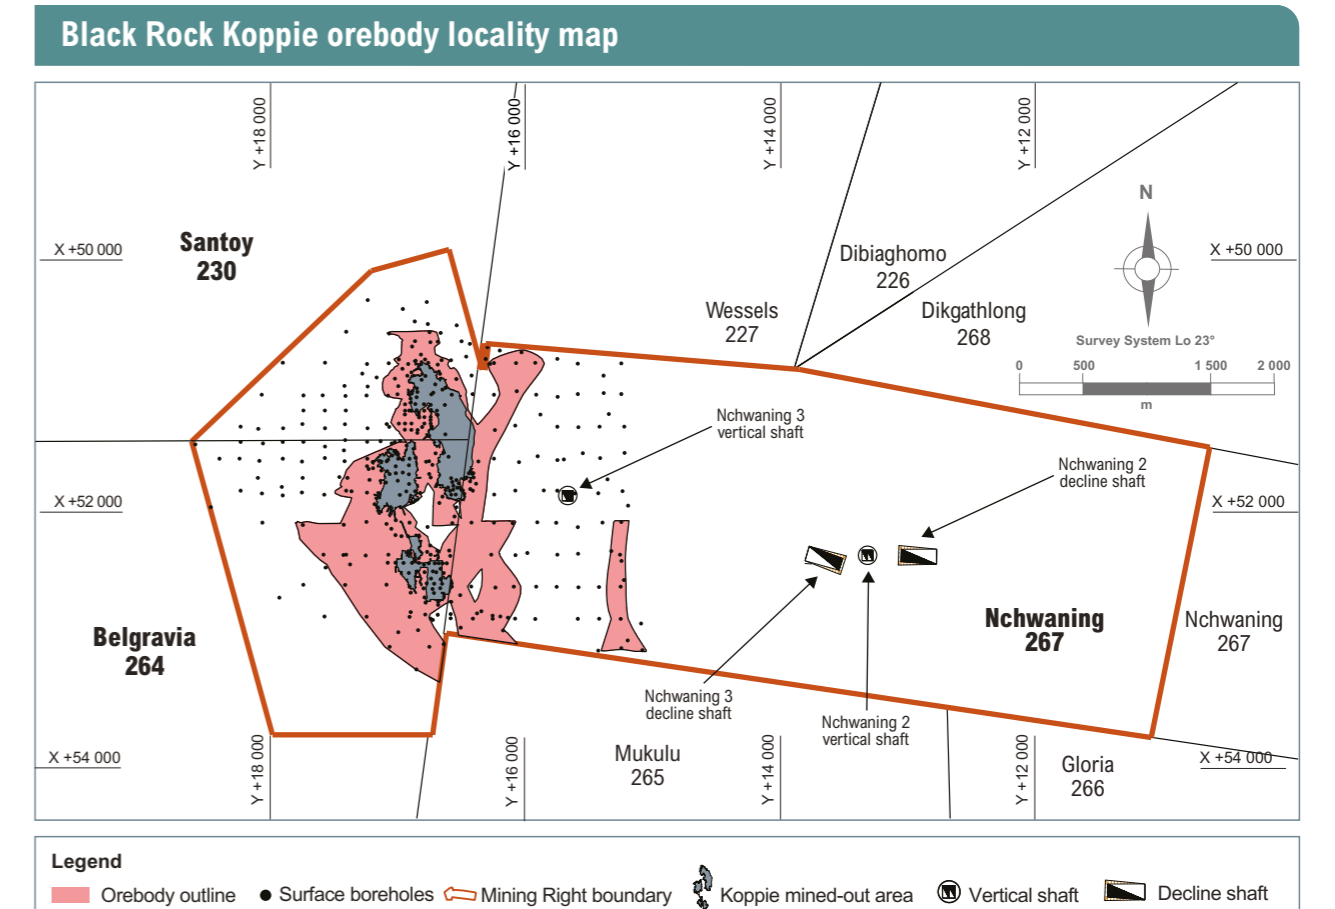 Black Rock Koppie orebody locality map
Y +18 000
Y +16 000
Y +14 000
Y +12 000
N
X +50 000
Santoy
230
Dibiaghomo
226
X +50 000
Wessels
227
Dikgathlong
268
Survey System Lo 23°
0 500 1 500 2 000
m
Nchwaning 3
vertical shaft
Nchwaning 2
decline shaft
X +52 000
X +52 000
Belgravia
264
Nchwaning
267
Nchwaning
267
Nchwaning 3
decline shaft
Nchwaning 2
vertical shaft
X +54 000
Mukulu
265
Gloria
266
X +54 000
Y +18 000
Y +16 000
Y +14 000
Y +12 000
Legend
Orebody outline Surface boreholes Mining Right boundary Koppie mined-out area Vertical shaft Decline shaft